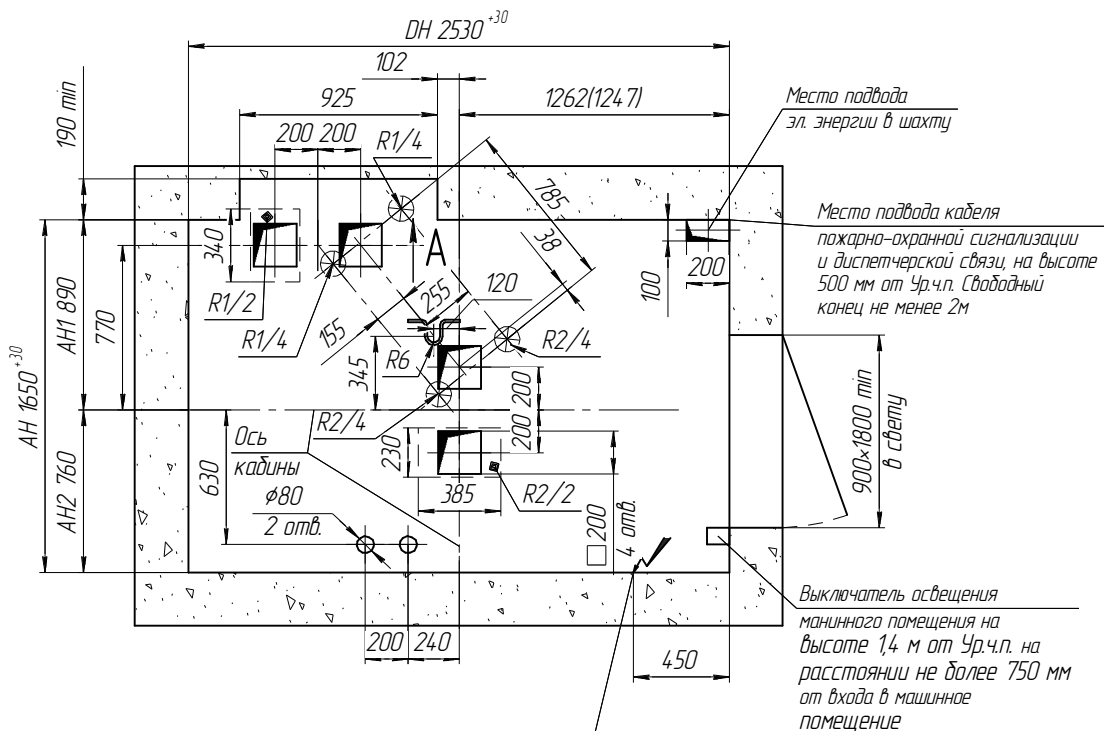 DH 2530 +30
102
925
1262(1247)
190 min
200 200
R1/4
Место подвода
эл. энергии в шахту
785
38
Место подвода кабеля
пожарно-охранной сигнализации
и диспетчерской связи, на высоте
500 мм от Ур.ч.п. Свободный
конец не менее 2м
340
А
100
200
R1/2
255
120
R1/4
155
AH 1650 +30
AH1 890
770
R6
R2/4
345
900×1800 min
в свету
R2/4
200 200
Ось
кабины
230
AH2 760
630
385
R2/2
ϕ80
2 отв.
□200
4 отв.
200
240
450
Выключатель освещения
манинного помещения на
высоте 1,4 м от Ур.ч.п. на
расстоянии не более 750 мм
от входа в машинное
помещение